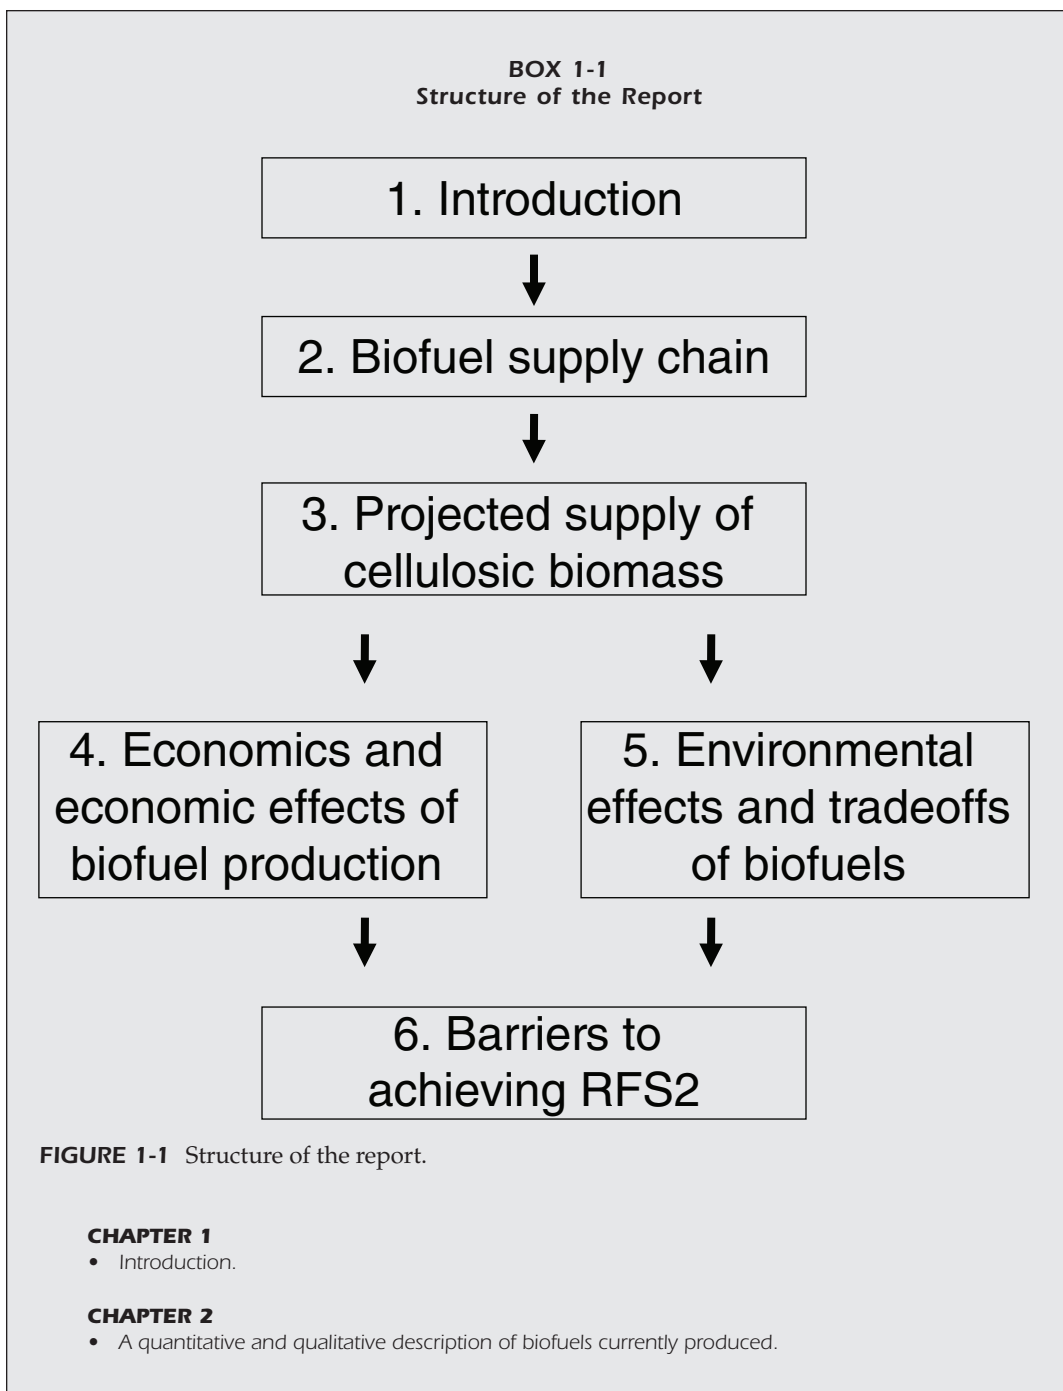 BOX 1-1
Structure of the Report
1. Introduction
2. Biofuel supply chain
3. Projected supply of
cellulosic biomass
4. Economics and
economic effects of
biofuel production
5. Environmental
effects and tradeoffs
of biofuels
6. Barriers to
achieving RFS2
FIGURE 1-1 Structure of the report.
CHAPTER 1
• Introduction.
CHAPTER 2
• A quantitative and qualitative description of biofuels currently produced.